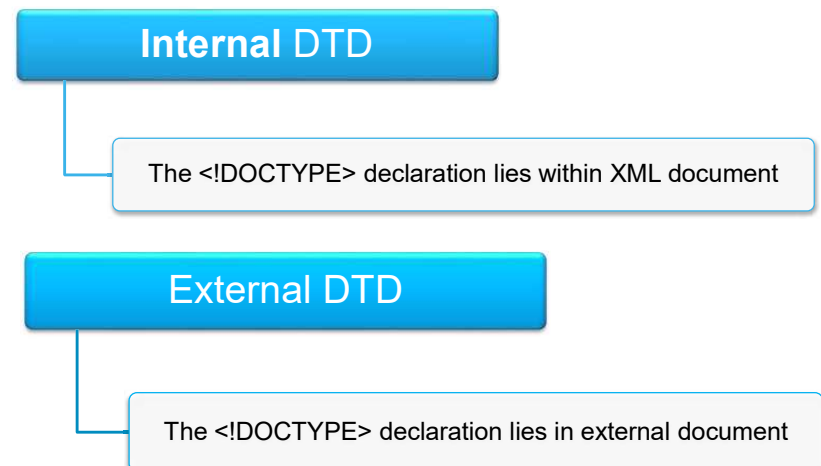 Internal DTD
The <!DOCTYPE> declaration lies within XML document
External DTD
The <!DOCTYPE> declaration lies in external document